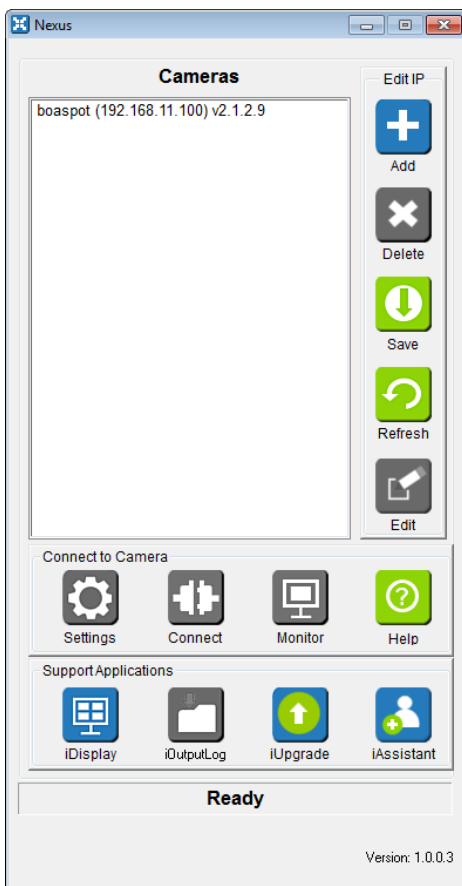 Nexus
Cameras
Edit IP
boaspot (192.168.11.100) v2.1.2.9
Add
Delete
Save
Refresh
Edit
Connect to Camera
Settings Connect Monitor Help
Support Applications
iDisplay iOutputLog iUpgrade iAssistant
Ready
Version: 1.0.0.3